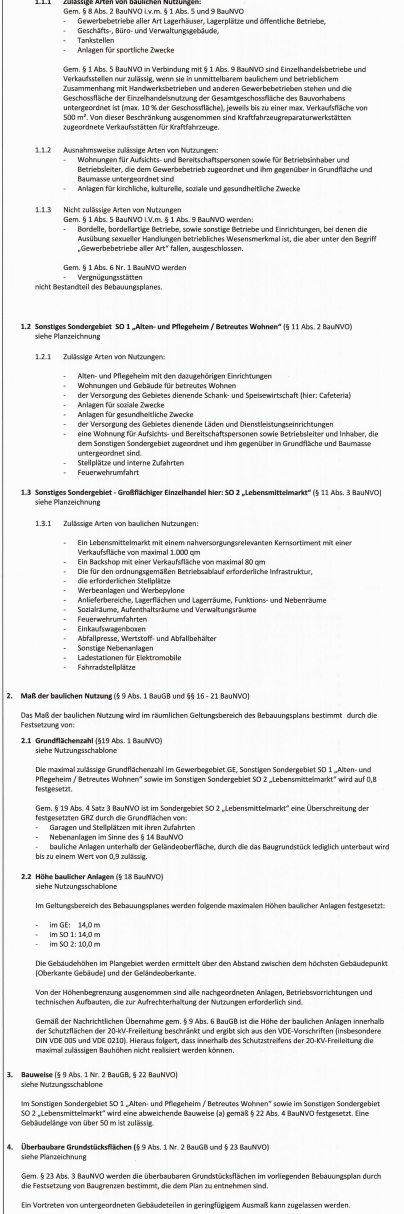 1.1.1 Zulässige Arten von baulichen Nutzungen:
Gem. § 8 Abs. 2 BauNVO i.v.m. § 1 Abs. 5 und 9 BauNVO
- Gewerbebetriebe aller Art Lagerhäuser, Lagerplätze und öffentliche Betriebe,
- Geschäfts-, Büro- und Verwaltungsgebäude,
- Tankstellen
- Anlagen für sportliche Zwecke
Gem. § 1 Abs. 5 BauNVO in Verbindung mit § 1 Abs. 9 BauNVO sind Einzelhandelsbetriebe und
Verkaufsstellen nur zulässig, wenn sie in unmittelbarem baulichem und betrieblichem
Zusammenhang mit Handwerksbetrieben und anderen Gewerbebetrieben stehen und die
Geschossfläche der Einzelhandelsnutzung der Gesamtgeschossfläche des Bauvorhabens
untergeordnet ist (max. 10 % der Geschossfläche), jeweils bis zu einer max. Verkaufsfläche von
500 m². Von dieser Beschränkung ausgenommen sind Kraftfahrzeugreparaturwerkstätten
zugeordnete Verkaufsstätten für Kraftfahrzeuge.
1.1.2 Ausnahmsweise zulässige Arten von Nutzungen:
- Wohnungen für Aufsichts- und Bereitschaftspersonen sowie für Betriebsinhaber und
Betriebsleiter, die dem Gewerbebetrieb zugeordnet und ihm gegenüber in Grundfläche und
Baumasse untergeordnet sind
- Anlagen für kirchliche, kulturelle, soziale und gesundheitliche Zwecke
1.1.3 Nicht zulässige Arten von Nutzungen
Gem. § 1 Abs. 5 BauNVO i.V.m. § 1 Abs. 9 BauNVO werden:
- Bordelle, bordellartige Betriebe, sowie sonstige Betriebe und Einrichtungen, bei denen die
Ausübung sexueller Handlungen betriebliches Wesensmerkmal ist, die aber unter den Begriff
„Gewerbebetriebe aller Art" fallen, ausgeschlossen.
Gem. § 1 Abs. 6 Nr. 1 BauNVO werden
- Vergnügungsstätten
nicht Bestandteil des Bebauungsplanes.
1.2 Sonstiges Sondergebiet SO 1 „Alten- und Pflegeheim / Betreutes Wohnen" (§ 11 Abs. 2 BauNVO)
siehe Planzeichnung
1.2.1 Zulässige Arten von Nutzungen:
- Alten- und Pflegeheim mit den dazugehörigen Einrichtungen
- Wohnungen und Gebäude für betreutes Wohnen
- der Versorgung des Gebietes dienende Schank- und Speisewirtschaft (hier: Cafeteria)
- Anlagen für soziale Zwecke
- Anlagen für gesundheitliche Zwecke
- der Versorgung des Gebietes dienende Läden und Dienstleistungseinrichtungen
- eine Wohnung für Aufsichts- und Bereitschaftspersonen sowie Betriebsleiter und Inhaber, die
dem Sonstigen Sondergebiet zugeordnet und ihm gegenüber in Grundfläche und Baumasse
untergeordnet sind.
- Stellplätze und interne Zufahrten
- Feuerwehrumfahrt
1.3 Sonstiges Sondergebiet - Großflächiger Einzelhandel hier: SO 2 „Lebensmittelmarkt" (§ 11 Abs. 3 BauNVO)
siehe Planzeichnung
1.3.1 Zulässige Arten von baulichen Nutzungen:
- Ein Lebensmittelmarkt mit einem nahversorgungsrelevanten Kernsortiment mit einer
Verkaufsfläche von maximal 1.000 qm
- Ein Backshop mit einer Verkaufsfläche von maximal 80 qm
- Die für den ordnungsgemäßen Betriebsablauf erforderliche Infrastruktur,
- die erforderlichen Stellplätze
- Werbeanlagen und Werbepylone
- Anlieferbereiche, Lagerflächen und Lagerräume, Funktions- und Nebenräume
- Sozialräume, Aufenthaltsräume und Verwaltungsräume
- Feuerwehrumfahrten
- Einkaufswagenboxen
- Abfallpresse, Wertstoff- und Abfallbehälter
- Sonstige Nebenanlagen
- Ladestationen für Elektromobile
- Fahrradstellplätze
2. Maß der baulichen Nutzung (§ 9 Abs. 1 BauGB und §§ 16 - 21 BauNVO)
Das Maß der baulichen Nutzung wird im räumlichen Geltungsbereich des Bebauungsplans bestimmt durch die
Festsetzung von:
2.1 Grundflächenzahl (§19 Abs. 1 BauNVO)
siehe Nutzungsschablone
Die maximal zulässige Grundflächenzahl im Gewerbegebiet GE, Sonstigen Sondergebiet SO 1 „Alten- und
Pflegeheim / Betreutes Wohnen" sowie im Sonstigen Sondergebiet SO 2 „Lebensmittelmarkt" wird auf 0,8
festgesetzt.
Gem. § 19 Abs. 4 Satz 3 BauNVO ist im Sondergebiet SO 2 „Lebensmittelmarkt" eine Überschreitung der
festgesetzten GRZ durch die Grundflächen von:
- Garagen und Stellplätzen mit ihren Zufahrten
- Nebenanlagen im Sinne des § 14 BauNVO
- bauliche Anlagen unterhalb der Geländeoberfläche, durch die das Baugrundstück lediglich unterbaut wird
bis zu einem Wert von 0,9 zulässig.
2.2 Höhe baulicher Anlagen (§ 18 BauNVO)
siehe Nutzungsschablone
Im Geltungsbereich des Bebauungsplanes werden folgende maximalen Höhen baulicher Anlagen festgesetzt:
- im GE: 14,0 m
- im SO 1: 14,0 m
- im SO 2: 10,0 m
Die Gebäudehöhen im Plangebiet werden ermittelt über den Abstand zwischen dem höchsten Gebäudepunkt
(Oberkante Gebäude) und der Geländeoberkante.
Von der Höhenbegrenzung ausgenommen sind alle nachgeordneten Anlagen, Betriebsvorrichtungen und
technischen Aufbauten, die zur Aufrechterhaltung der Nutzungen erforderlich sind.
Gemäß der Nachrichtlichen Übernahme gem. § 9 Abs. 6 BauGB ist die Höhe der baulichen Anlagen innerhalb
der Schutzflächen der 20-kV-Freileitung beschränkt und ergibt sich aus den VDE-Vorschriften (insbesondere
DIN VDE 005 und VDE 0210). Hieraus folgert, dass innerhalb des Schutzstreifens der 20-KV-Freileitung die
maximal zulässigen Bauhöhen nicht realisiert werden können.
3. Bauweise (§ 9 Abs. 1 Nr. 2 BauGB, § 22 BauNVO)
siehe Nutzungsschablone
Im Sonstigen Sondergebiet SO 1 „Alten- und Pflegeheim / Betreutes Wohnen" sowie im Sonstigen Sondergebiet
SO 2 „Lebensmittelmarkt" wird eine abweichende Bauweise (a) gemäß § 22 Abs. 4 BauNVO festgesetzt. Eine
Gebäudelänge von über 50 m ist zulässig.
4. Überbaubare Grundstücksflächen (§ 9 Abs. 1 Nr. 2 BauGB und § 23 BauNVO)
siehe Planzeichnung
Gem. § 23 Abs. 3 BauNVO werden die überbaubaren Grundstücksflächen im vorliegenden Bebauungsplan durch
die Festsetzung von Baugrenzen bestimmt, die dem Plan zu entnehmen sind.
Ein Vortreten von untergeordneten Gebäudeteilen in geringfügigem Ausmaß kann zugelassen werden.